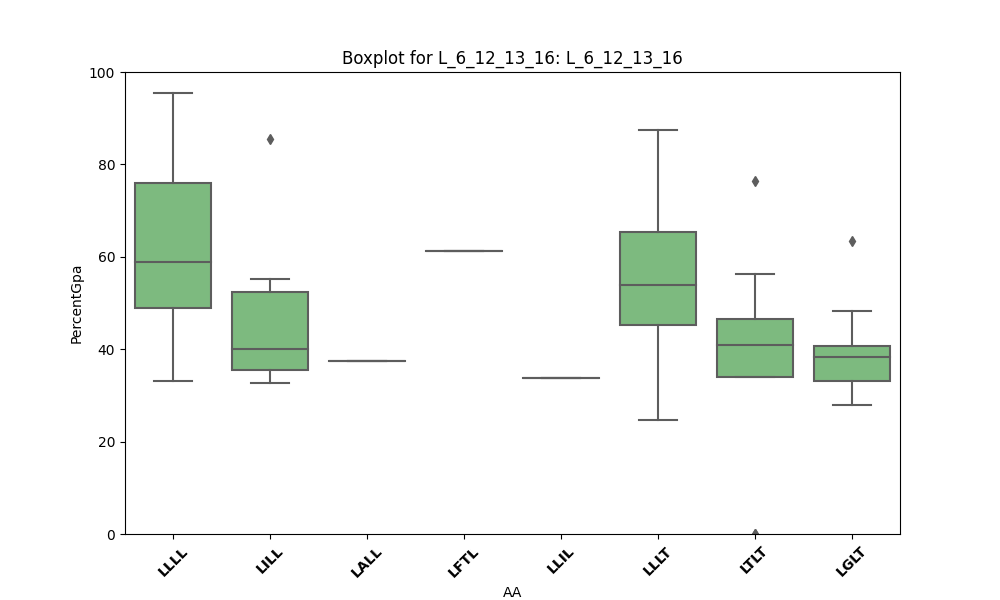 Boxplot for L_6_12_13_16: L_6_12_13_16
PercentGpa
100
80
60
40
20
0
LLLL
LILL
LALL
LFTL
LLIL
LLLT
LTLT
LGLT
AA